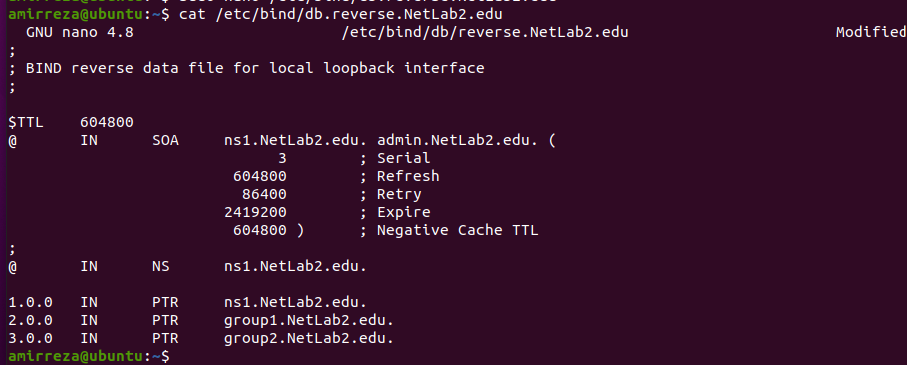 amirreza@ubuntu:~$ cat /etc/bind/db.reverse.NetLab2.edu
GNU nano 4.8 /etc/bind/db/reverse.NetLab2.edu Modified
;
; BIND reverse data file for local loopback interface
;
$TTL 604800
@ IN SOA ns1.NetLab2.edu. admin.NetLab2.edu. (
3 ; Serial
604800 ; Refresh
86400 ; Retry
2419200 ; Expire
604800 ) ; Negative Cache TTL
;
@ IN NS ns1.NetLab2.edu.
1.0.0 IN PTR ns1.NetLab2.edu.
2.0.0 IN PTR group1.NetLab2.edu.
3.0.0 IN PTR group2.NetLab2.edu.
amirreza@ubuntu:~$